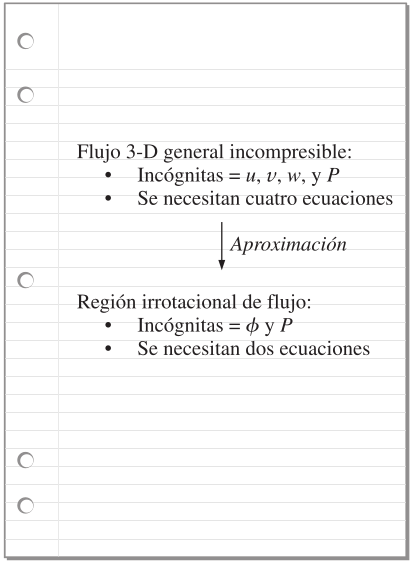 Flujo 3-D general incompresible:
• Incógnitas = u, v, w, y P
• Se necesitan cuatro ecuaciones
Aproximación
Región irrotacional de flujo:
• Incógnitas = ϕ y P
• Se necesitan dos ecuaciones